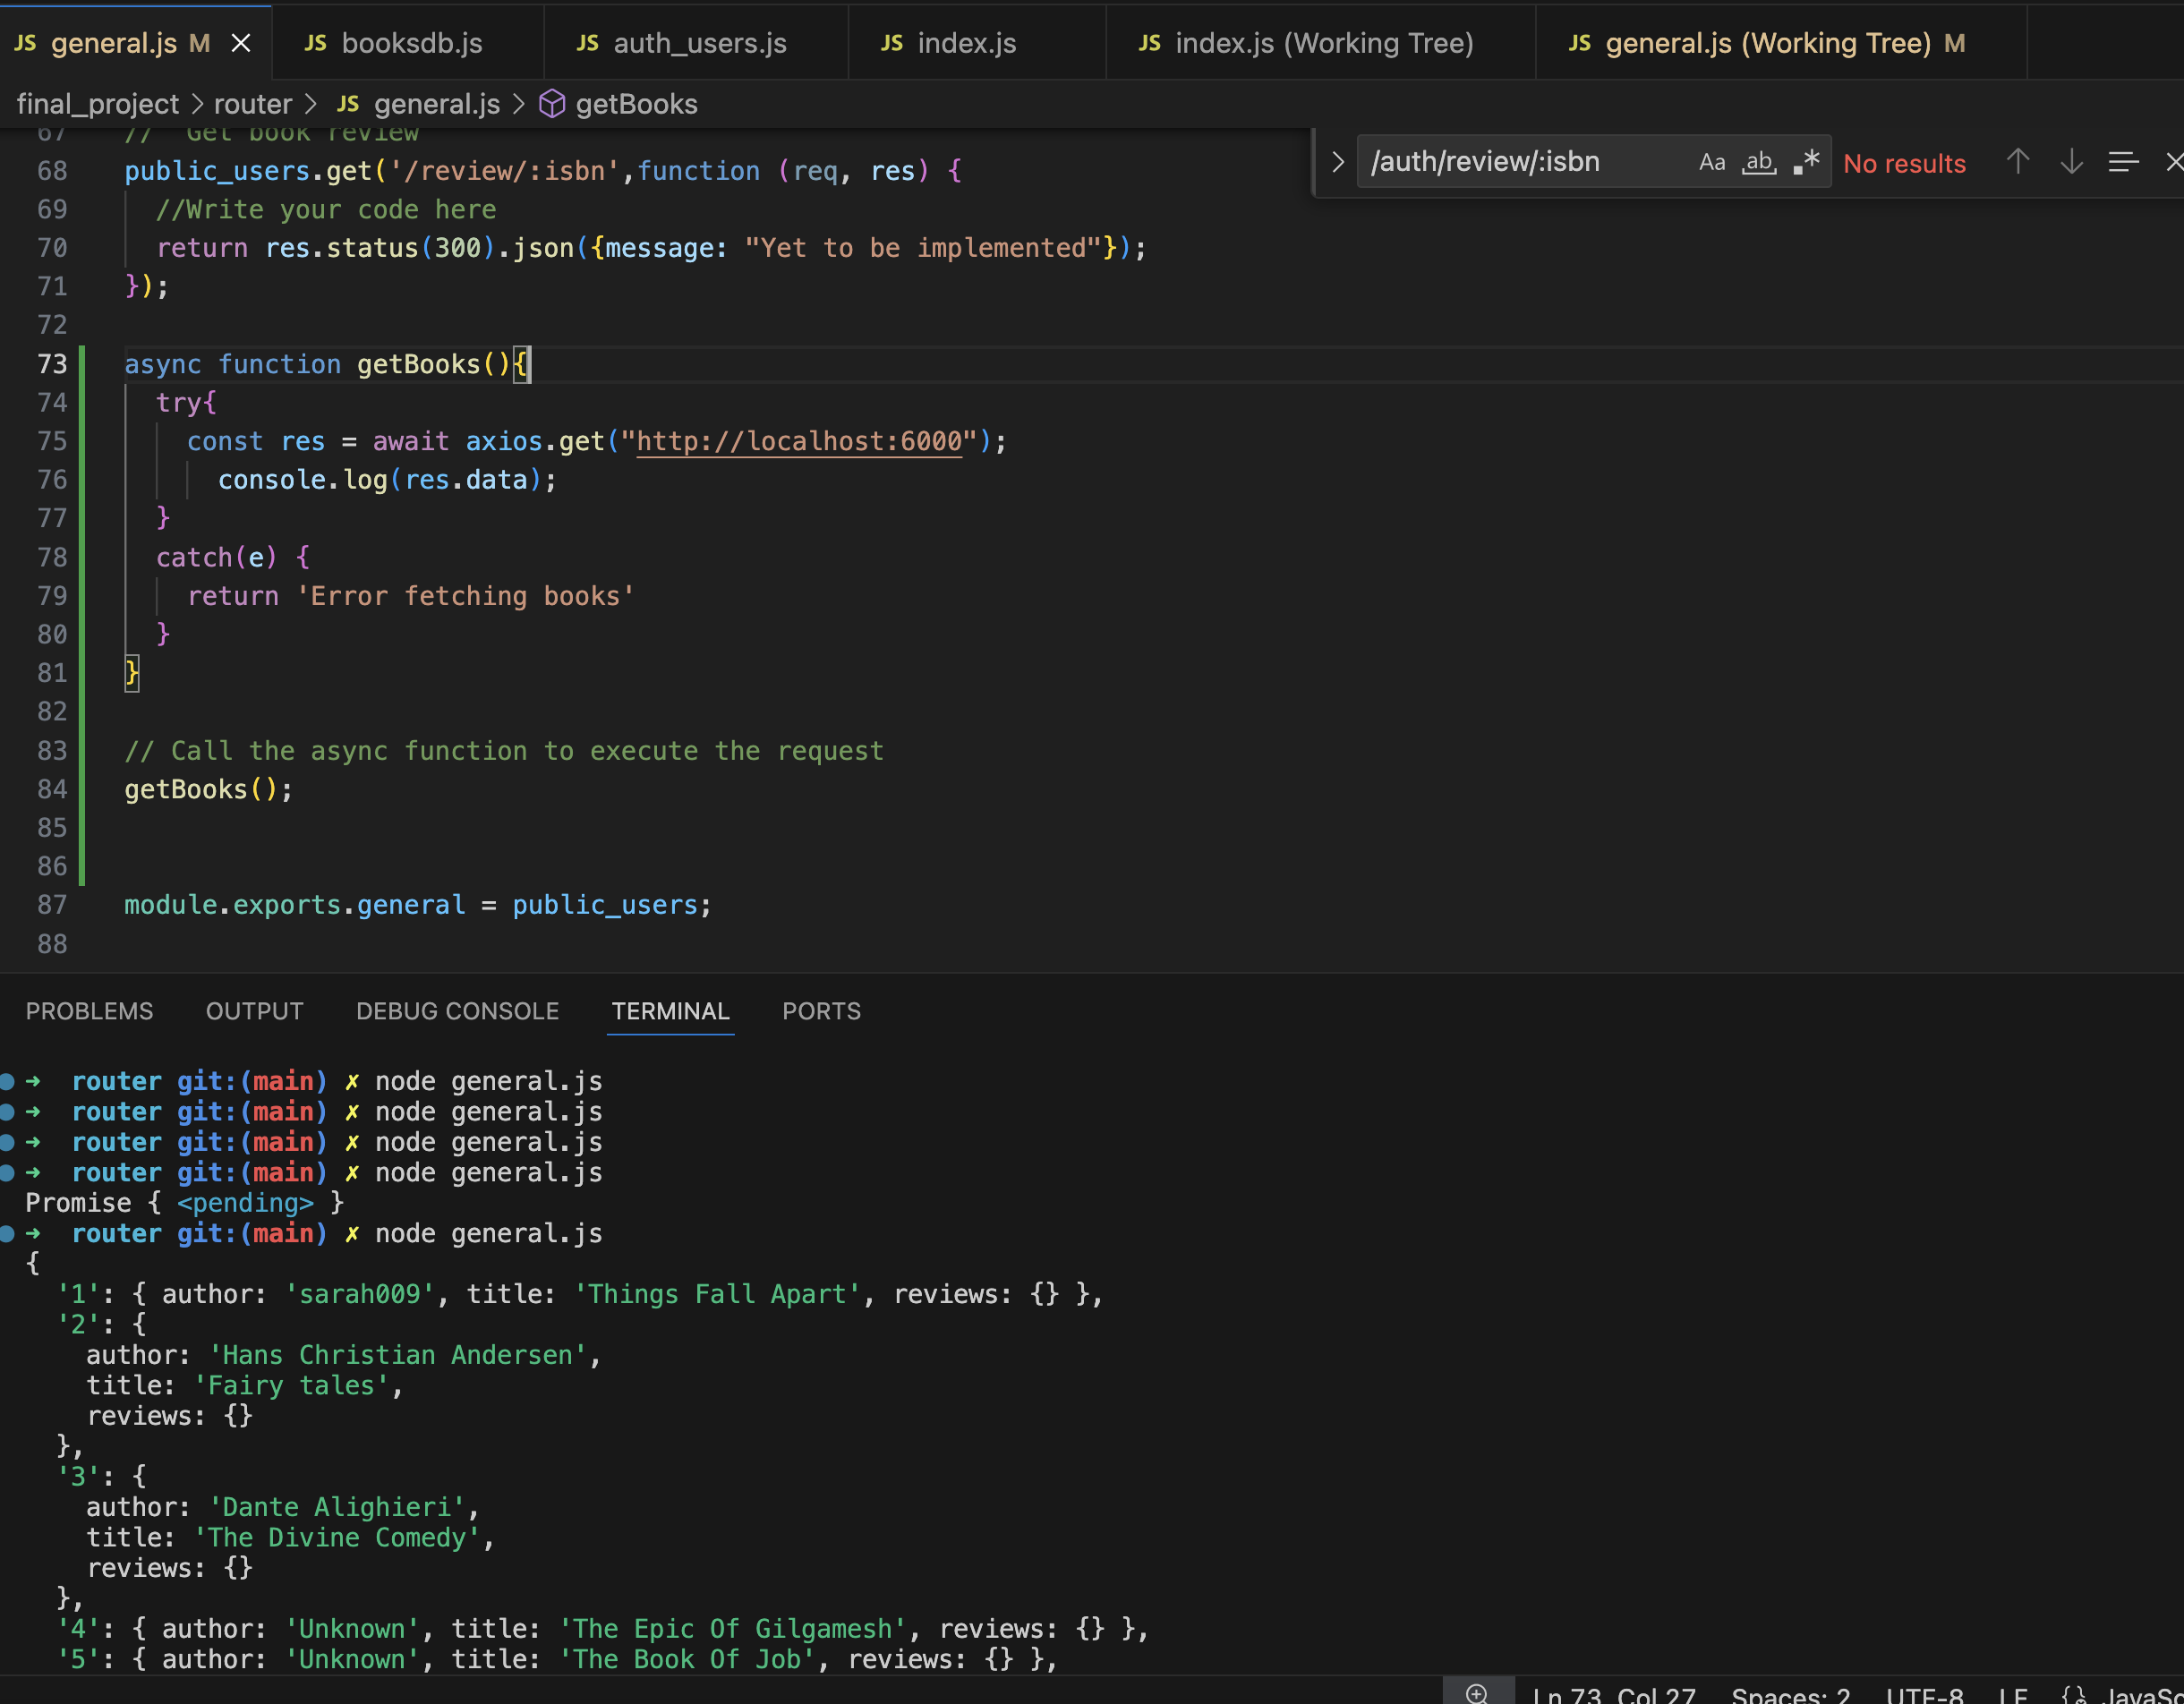 JS general.js M × JS booksdb.js JS auth_users.js JS index.js JS index.js (Working Tree) JS general.js (Working Tree) M
final_project > router > JS general.js > getBooks
/auth/review/:isbn Aa ab .* No results
67 // Get book review
68 public_users.get('/review/:isbn',function (req, res) {
69 //Write your code here
70 return res.status(300).json({message: "Yet to be implemented"});
71 });
72
73 async function getBooks(){
74 try{
75 const res = await axios.get("http://localhost:6000");
76 console.log(res.data);
77 }
78 catch(e) {
79 return 'Error fetching books'
80 }
81 }
82
83 // Call the async function to execute the request
84 getBooks();
85
86
87 module.exports.general = public_users;
88
PROBLEMS OUTPUT DEBUG CONSOLE TERMINAL PORTS
➜ router git:(main) ✗ node general.js
➜ router git:(main) ✗ node general.js
➜ router git:(main) ✗ node general.js
➜ router git:(main) ✗ node general.js
Promise { <pending> }
➜ router git:(main) ✗ node general.js
{
'1': { author: 'sarah009', title: 'Things Fall Apart', reviews: {} },
'2': {
author: 'Hans Christian Andersen',
title: 'Fairy tales',
reviews: {}
},
'3': {
author: 'Dante Alighieri',
title: 'The Divine Comedy',
reviews: {}
},
'4': { author: 'Unknown', title: 'The Epic Of Gilgamesh', reviews: {} },
'5': { author: 'Unknown', title: 'The Book Of Job', reviews: {} },
Ln 73, Col 27 Spaces: 2 UTF-8 LF {}